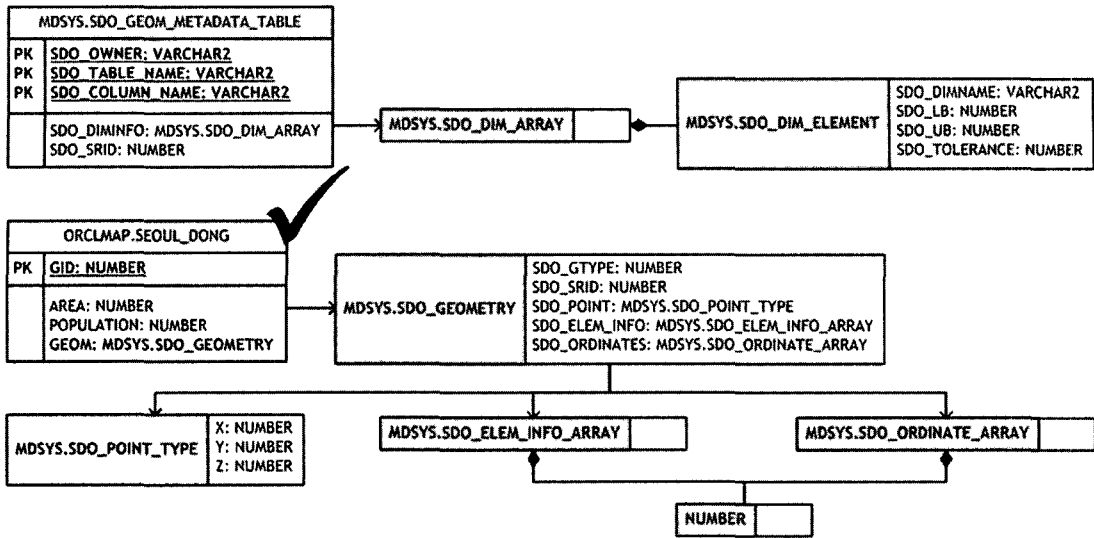 MDSYS.SDO_GEOM_METADATA_TABLE
PK SDO_OWNER: VARCHAR2
PK SDO_TABLE_NAME: VARCHAR2
PK SDO_COLUMN_NAME: VARCHAR2
SDO_DIMINFO: MDSYS.SDO_DIM_ARRAY
SDO_SRID: NUMBER
MDSYS.SDO_DIM_ARRAY
MDSYS.SDO_DIM_ELEMENT
SDO_DIMNAME: VARCHAR2
SDO_LB: NUMBER
SDO_UB: NUMBER
SDO_TOLERANCE: NUMBER
ORCLMAP.SEOUL_DONG
PK GID: NUMBER
AREA: NUMBER
POPULATION: NUMBER
GEOM: MDSYS.SDO_GEOMETRY
MDSYS.SDO_GEOMETRY
SDO_GTYPE: NUMBER
SDO_SRID: NUMBER
SDO_POINT: MDSYS.SDO_POINT_TYPE
SDO_ELEM_INFO: MDSYS.SDO_ELEM_INFO_ARRAY
SDO_ORDINATES: MDSYS.SDO_ORDINATE_ARRAY
MDSYS.SDO_POINT_TYPE
X: NUMBER
Y: NUMBER
Z: NUMBER
MDSYS.SDO_ELEM_INFO_ARRAY
MDSYS.SDO_ORDINATE_ARRAY
NUMBER